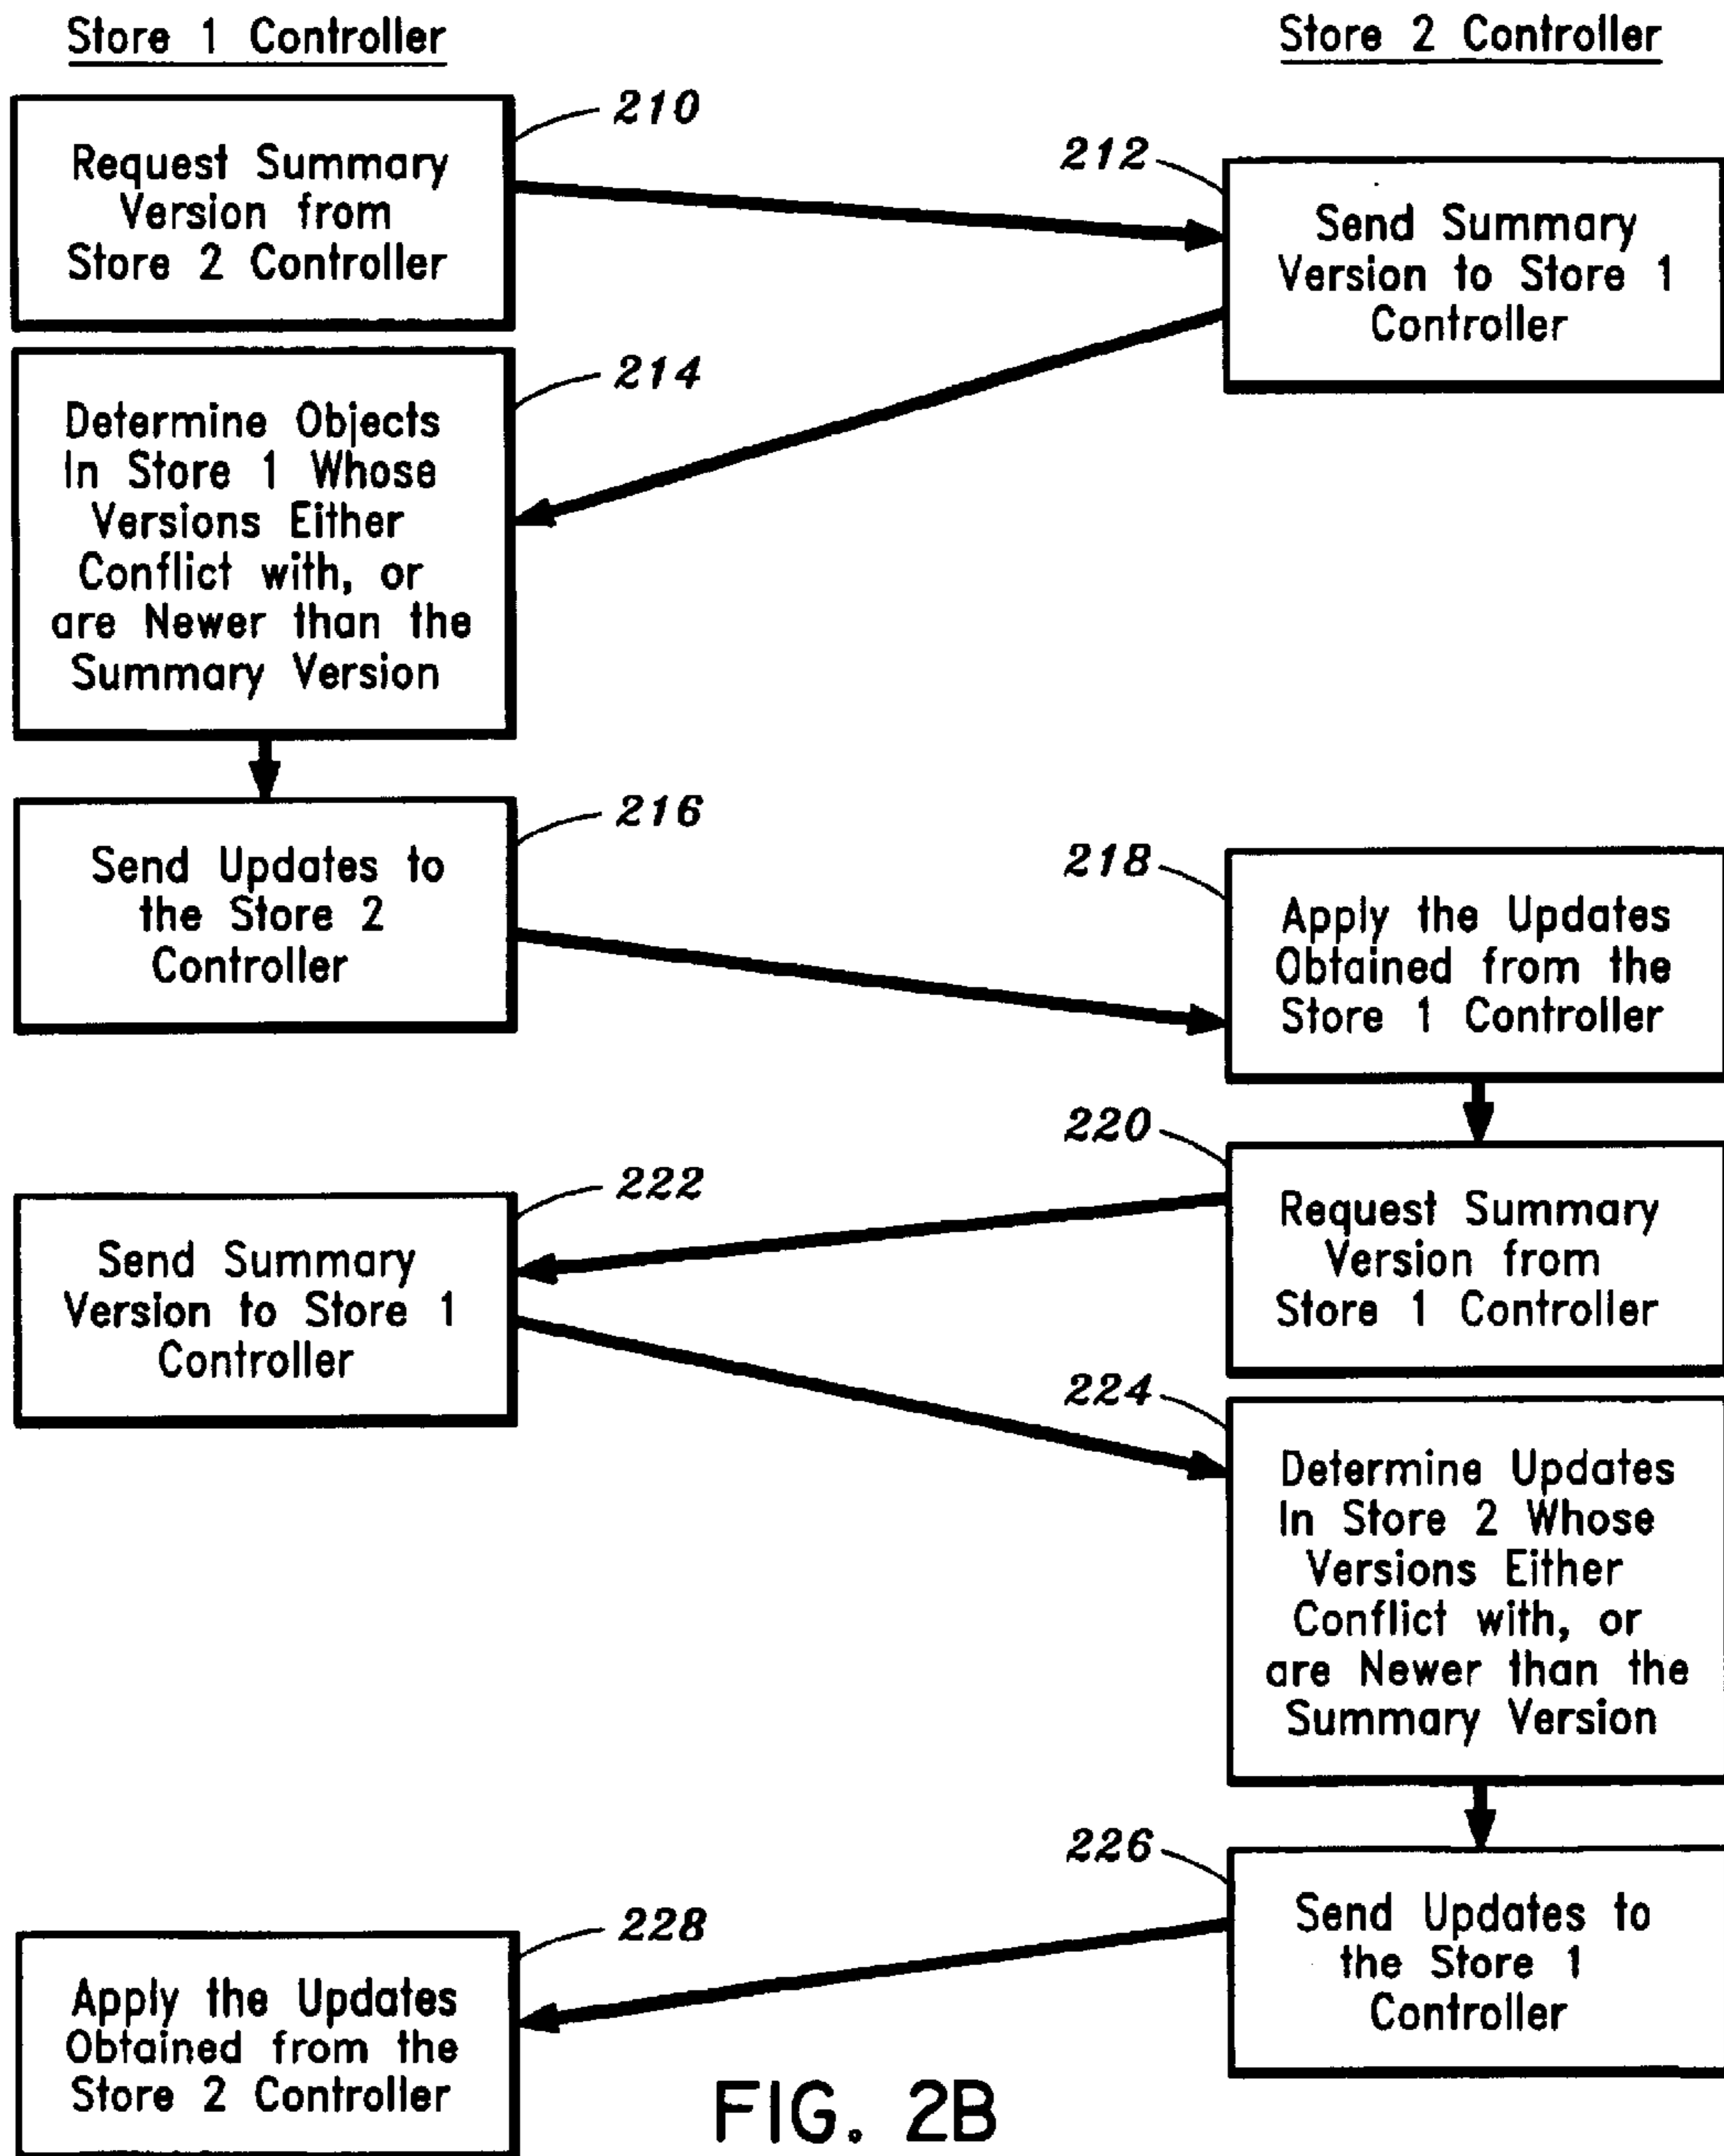 Store 1 Controller
Store 2 Controller
210
Request Summary
Version from
Store 2 Controller
212
Send Summary
Version to Store 1
Controller
214
Determine Objects
In Store 1 Whose
Versions Either
Conflict with, or
are Newer than the
Summary Version
216
Send Updates to
the Store 2
Controller
218
Apply the Updates
Obtained from the
Store 1 Controller
220
Request Summary
Version from
Store 1 Controller
222
Send Summary
Version to Store 1
Controller
224
Determine Updates
In Store 2 Whose
Versions Either
Conflict with, or
are Newer than the
Summary Version
226
Send Updates to
the Store 1
Controller
228
Apply the Updates
Obtained from the
Store 2 Controller
FIG. 2B